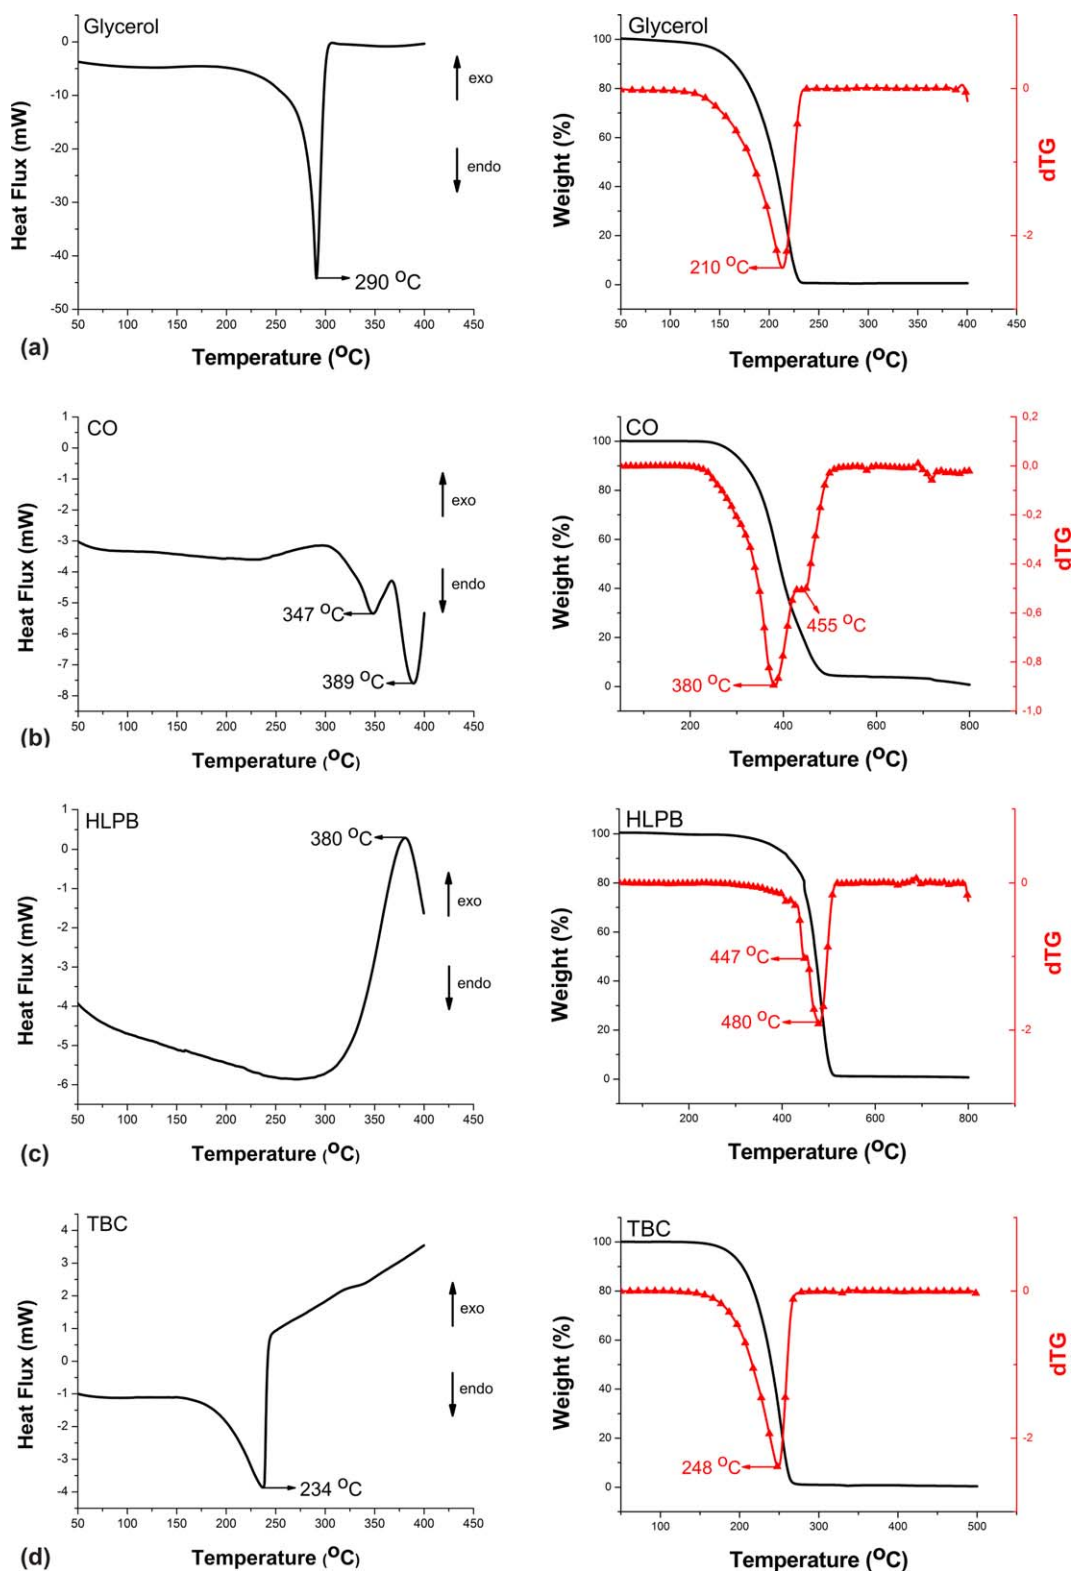 Glycerol
0
-10
-20
-30
-40
-50
Heat Flux (mW)
exo
endo
290 °C
50 100 150 200 250 300 350 400 450
Temperature (°C)
(a)
Glycerol
100
80
60
40
20
0
Weight (%)
0
-2
dTG
210 °C
50 100 150 200 250 300 350 400 450
Temperature (°C)
CO
1
0
-1
-2
-3
-4
-5
-6
-7
-8
Heat Flux (mW)
exo
endo
347 °C
389 °C
50 100 150 200 250 300 350 400 450
Temperature (°C)
(b)
CO
100
80
60
40
20
0
Weight (%)
0,2
0,0
-0,2
-0,4
-0,6
-0,8
-1,0
dTG
455 °C
380 °C
200 400 600 800
Temperature (°C)
HLPB
1
0
-1
-2
-3
-4
-5
-6
Heat Flux (mW)
380 °C
exo
endo
50 100 150 200 250 300 350 400 450
Temperature (°C)
(c)
HLPB
100
80
60
40
20
0
Weight (%)
0
-2
dTG
447 °C
480 °C
200 400 600 800
Temperature (°C)
TBC
4
3
2
1
0
-1
-2
-3
-4
Heat Flux (mW)
exo
endo
234 °C
50 100 150 200 250 300 350 400 450
Temperature (°C)
(d)
TBC
100
80
60
40
20
0
Weight (%)
0
-2
dTG
248 °C
100 200 300 400 500
Temperature (°C)